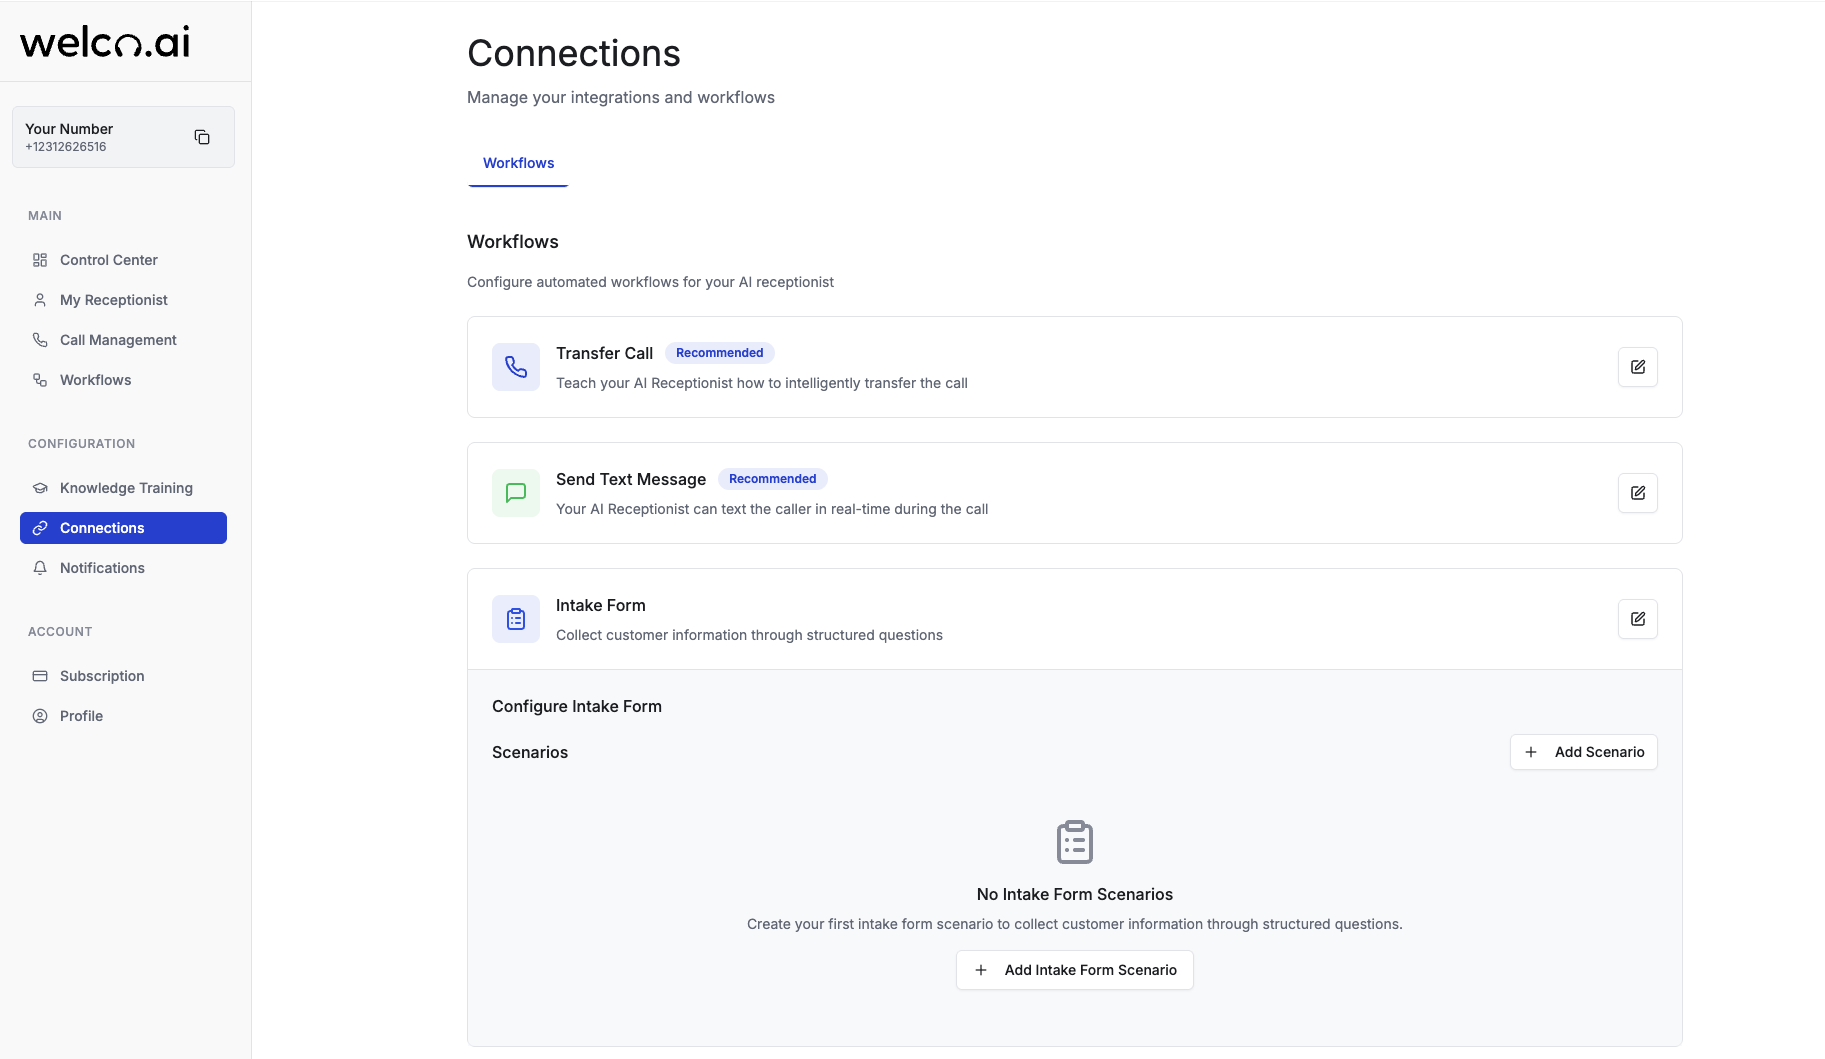 welco.ai
Your Number
+12312626516
MAIN
Control Center
My Receptionist
Call Management
Workflows
CONFIGURATION
Knowledge Training
Connections
Notifications
ACCOUNT
Subscription
Profile
Connections
Manage your integrations and workflows
Workflows
Workflows
Configure automated workflows for your AI receptionist
Transfer Call Recommended
Teach your AI Receptionist how to intelligently transfer the call
Send Text Message Recommended
Your AI Receptionist can text the caller in real-time during the call
Intake Form
Collect customer information through structured questions
Configure Intake Form
Scenarios
Add Scenario
No Intake Form Scenarios
Create your first intake form scenario to collect customer information through structured questions.
Add Intake Form Scenario